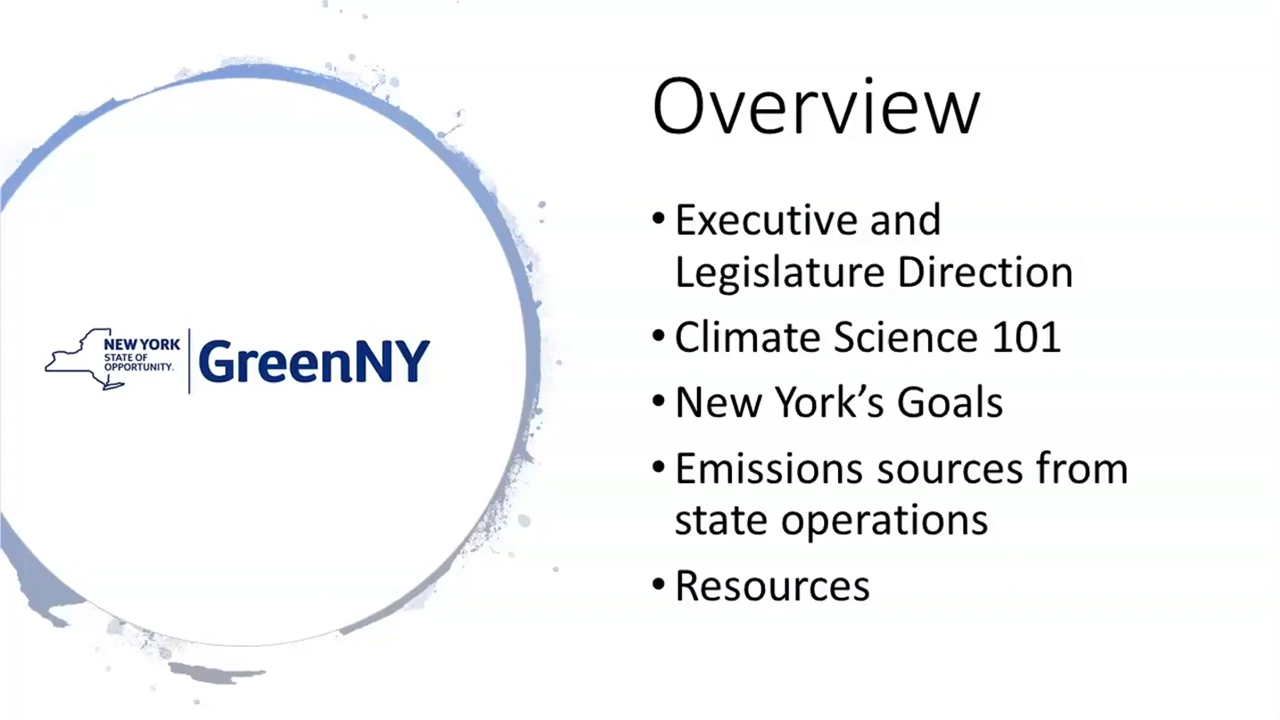 Overview
• Executive and
Legislature Direction
• Climate Science 101
• New York’s Goals
• Emissions sources from
state operations
• Resources
NEW YORK
STATE OF
OPPORTUNITY.
GreenNY